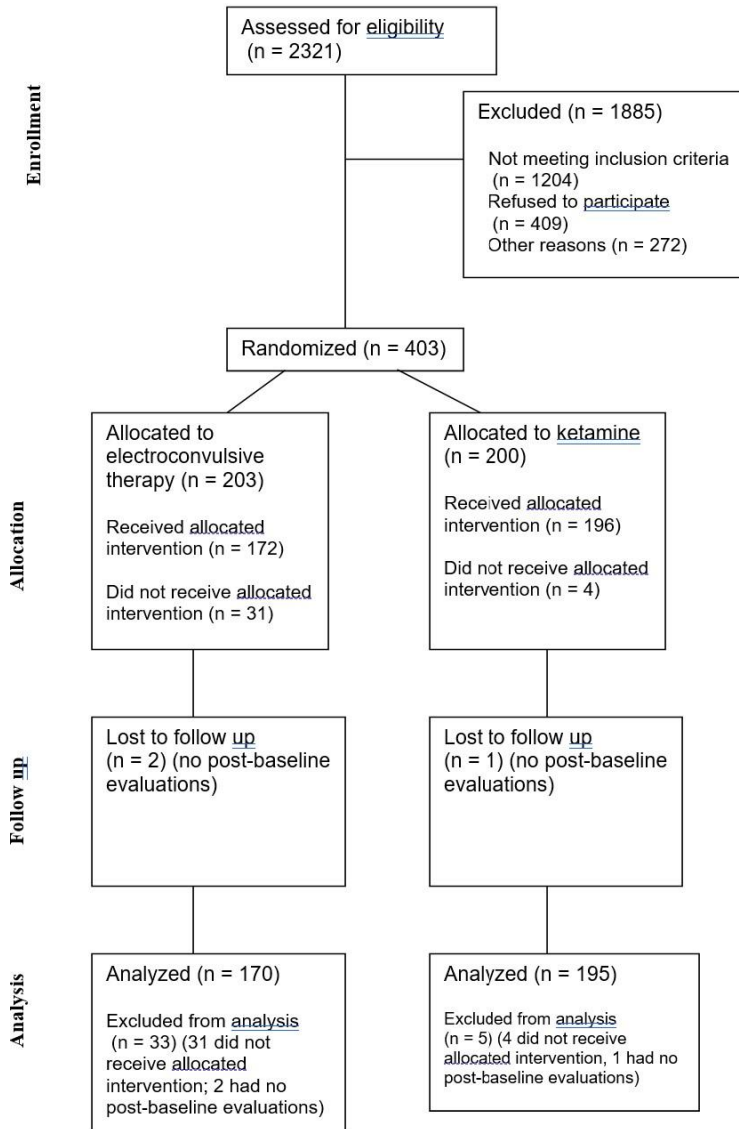 Assessed for eligibility
(n = 2321)
Enrollment
Excluded (n = 1885)
Not meeting inclusion criteria
(n = 1204)
Refused to participate
(n = 409)
Other reasons (n = 272)
Randomized (n = 403)
Allocation
Allocated to
electroconvulsive
therapy (n = 203)
Received allocated
intervention (n = 172)
Did not receive allocated
intervention (n = 31)
Allocated to ketamine
(n = 200)
Received allocated
intervention (n = 196)
Did not receive allocated
intervention (n = 4)
Follow up
Lost to follow up
(n = 2) (no post-baseline
evaluations)
Lost to follow up
(n = 1) (no post-baseline
evaluations)
Analysis
Analyzed (n = 170)
Excluded from analysis
(n = 33) (31 did not
receive allocated
intervention; 2 had no
post-baseline evaluations)
Analyzed (n = 195)
Excluded from analysis
(n = 5) (4 did not receive
allocated intervention, 1 had no
post-baseline evaluations)